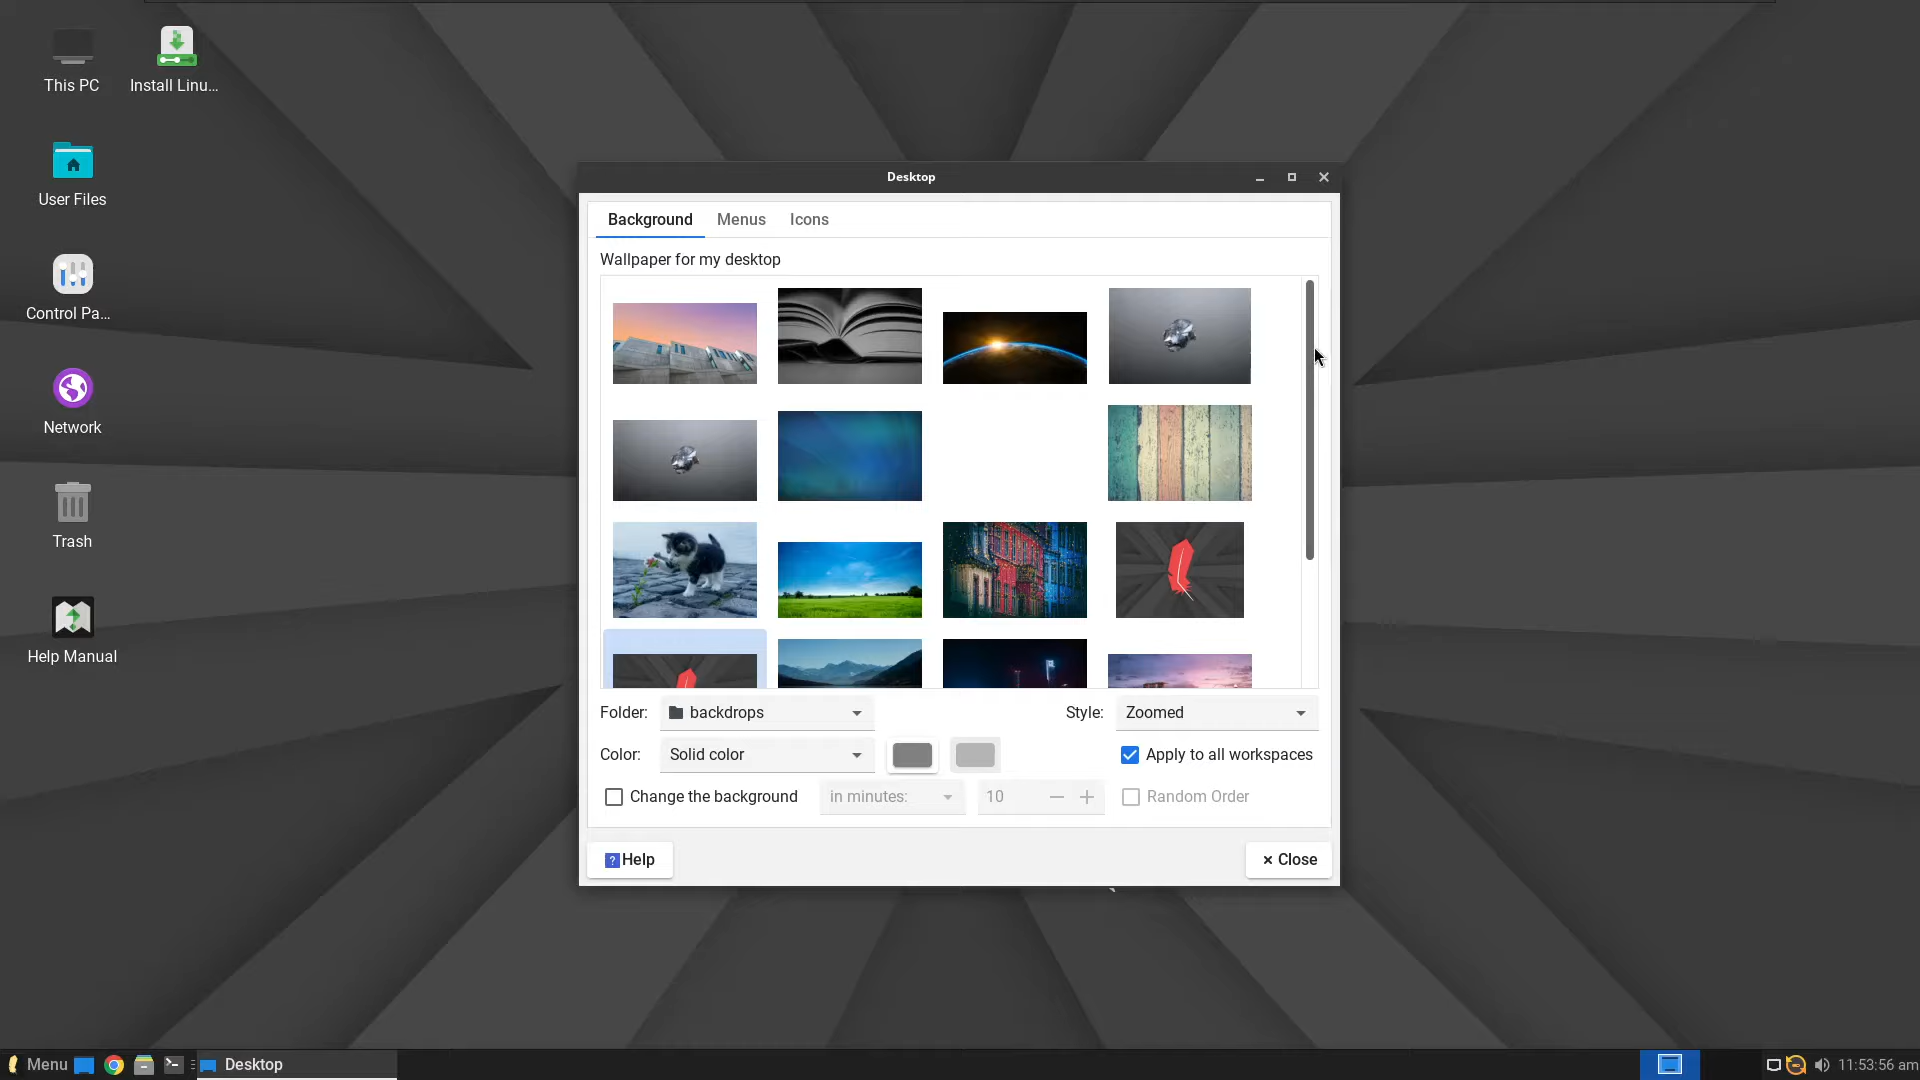 This PC
Install Linu...
User Files
Control Pa...
Network
Trash
Help Manual
Desktop
Background Menus Icons
Wallpaper for my desktop
Folder: backdrops Style: Zoomed
Color: Solid color Apply to all workspaces
Change the background in minutes: 10 Random Order
? Help Close
Menu Desktop 11:53:56 am